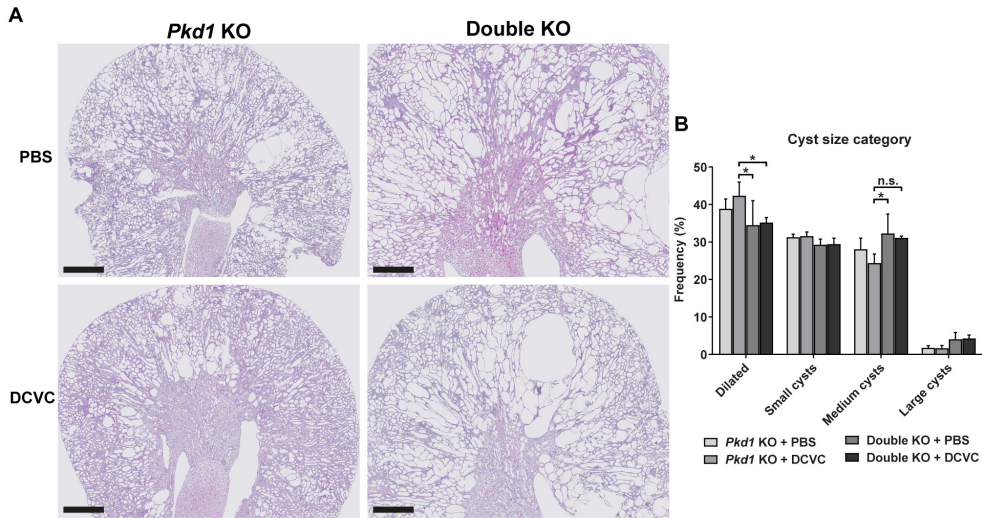 A
Pkd1 KO
Double KO
PBS
DCVC
B
Cyst size category
Frequency (%)
50
40
30
20
10
0
*
*
n.s.
*
Dilated
Small cysts
Medium cysts
Large cysts
Pkd1 KO + PBS
Pkd1 KO + DCVC
Double KO + PBS
Double KO + DCVC